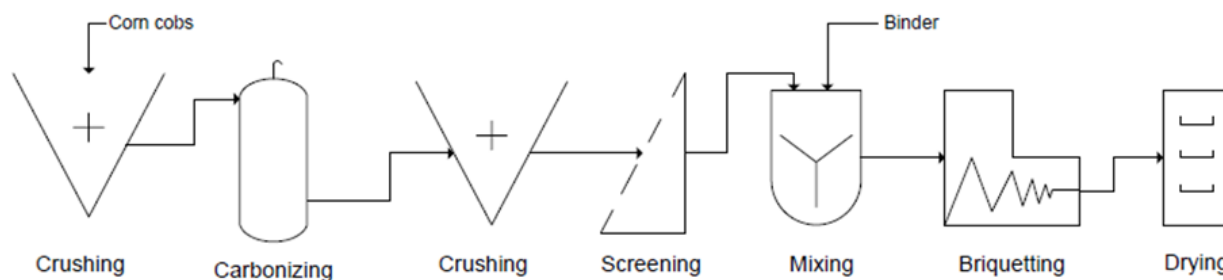 Corn cobs
Binder
Crushing
Carbonizing
Crushing
Screening
Mixing
Briquetting
Drying